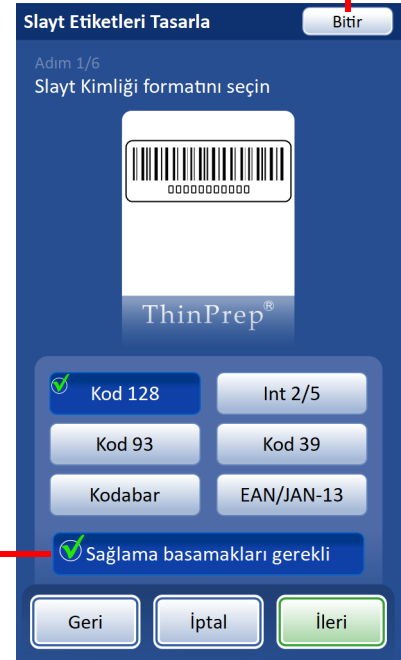 Slayt Etiketleri Tasarla
Bitir
Adım 1/6
Slayt Kimliği formatını seçin
00000000000
ThinPrep®
Kod 128
Int 2/5
Kod 93
Kod 39
Kodabar
EAN/JAN-13
Sağlama basamakları gerekli
Geri
İptal
İleri